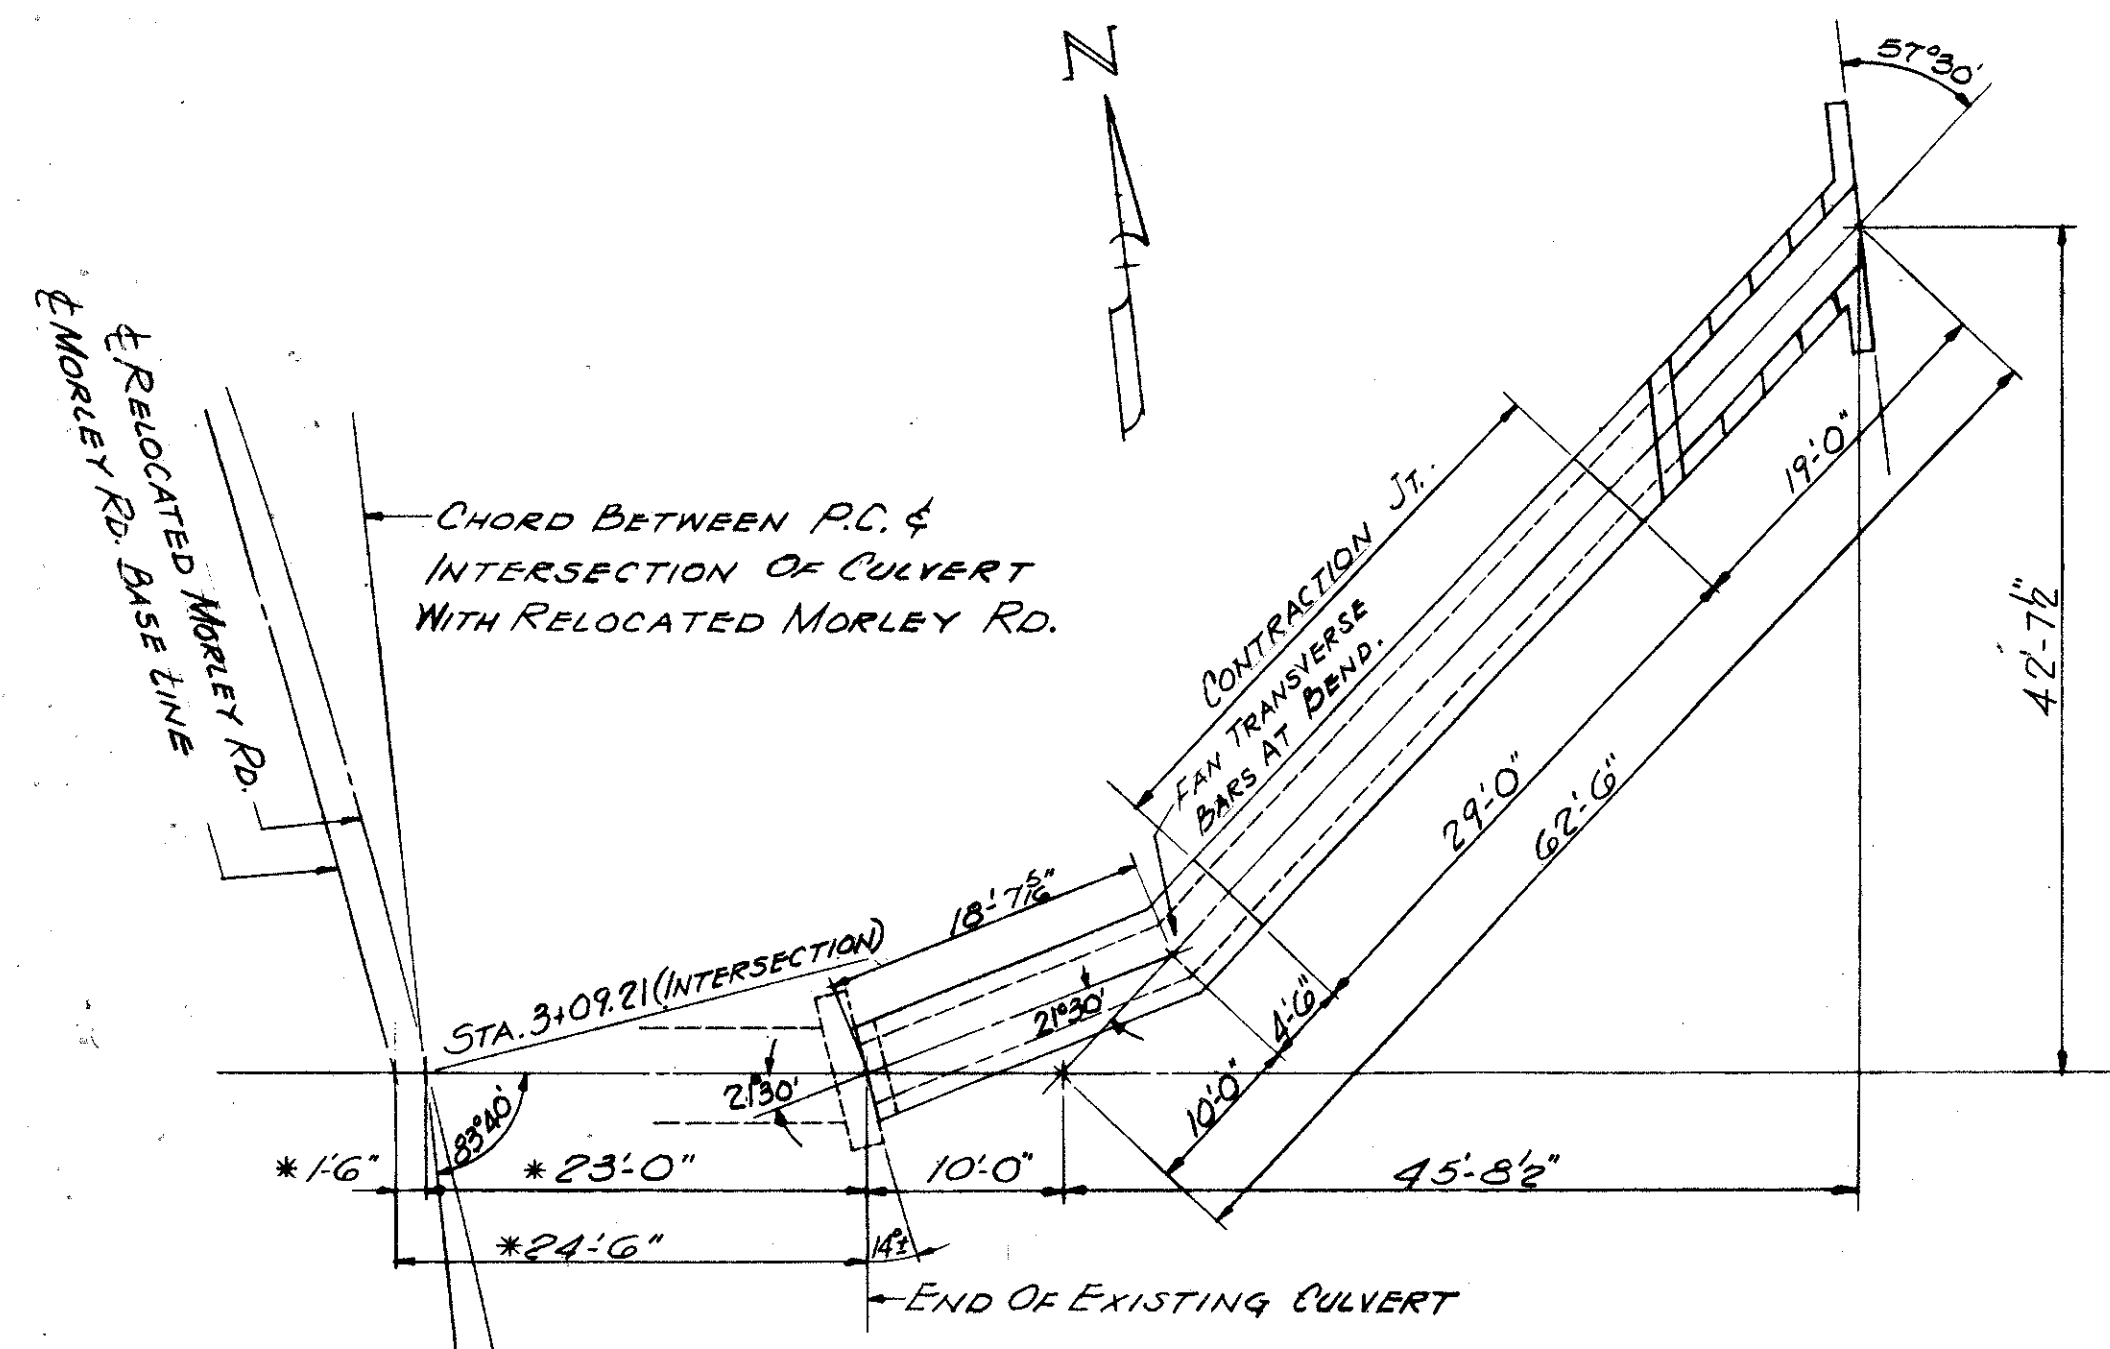 N
57°30'
℄ MORLEY RD. BASE LINE
℄ RELOCATED MORLEY RD.
CHORD BETWEEN P.C. &
INTERSECTION OF CULVERT
WITH RELOCATED MORLEY RD.
CONTRACTION JT.
FAN TRANSVERSE
BARS AT BEND.
19'-0"
42'-7½"
29'-0"
62'-6"
18'-7 5/16"
STA. 3+09.21 (INTERSECTION)
21°30'
21°30'
4'-6"
10'-0"
83°40'
* 1'-6"
* 23'-0"
10'-0"
45'-8½"
* 24'-6"
14°±
END OF EXISTING CULVERT